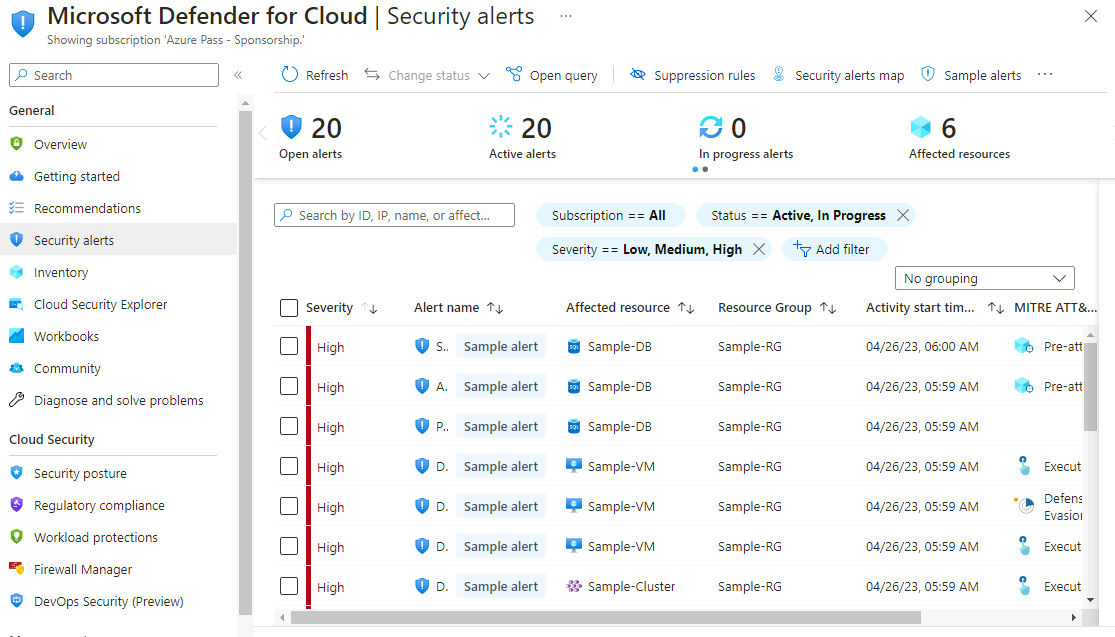 Microsoft Defender for Cloud | Security alerts ...
Showing subscription 'Azure Pass - Sponsorship.'
Search
«
General
Overview
Getting started
Recommendations
Security alerts
Inventory
Cloud Security Explorer
Workbooks
Community
Diagnose and solve problems
Cloud Security
Security posture
Regulatory compliance
Workload protections
Firewall Manager
DevOps Security (Preview)
Refresh Change status Open query Suppression rules Security alerts map Sample alerts ...
20 20 0 6
Open alerts Active alerts In progress alerts Affected resources
Search by ID, IP, name, or affect... Subscription == All Status == Active, In Progress
Severity == Low, Medium, High Add filter
No grouping
Severity ↑↓ Alert name ↑↓ Affected resource ↑↓ Resource Group ↑↓ Activity start tim... ↑↓ MITRE ATT&...
High S.. Sample alert SQL Sample-DB Sample-RG 04/26/23, 06:00 AM Pre-att
High A. Sample alert SQL Sample-DB Sample-RG 04/26/23, 05:59 AM Pre-att
High P.. Sample alert SQL Sample-DB Sample-RG 04/26/23, 05:59 AM
High D. Sample alert Sample-VM Sample-RG 04/26/23, 05:59 AM Execut
High D. Sample alert Sample-VM Sample-RG 04/26/23, 05:59 AM Defens
Evasion
High D. Sample alert Sample-VM Sample-RG 04/26/23, 05:59 AM Execut
High D. Sample alert Sample-Cluster Sample-RG 04/26/23, 05:59 AM Execut